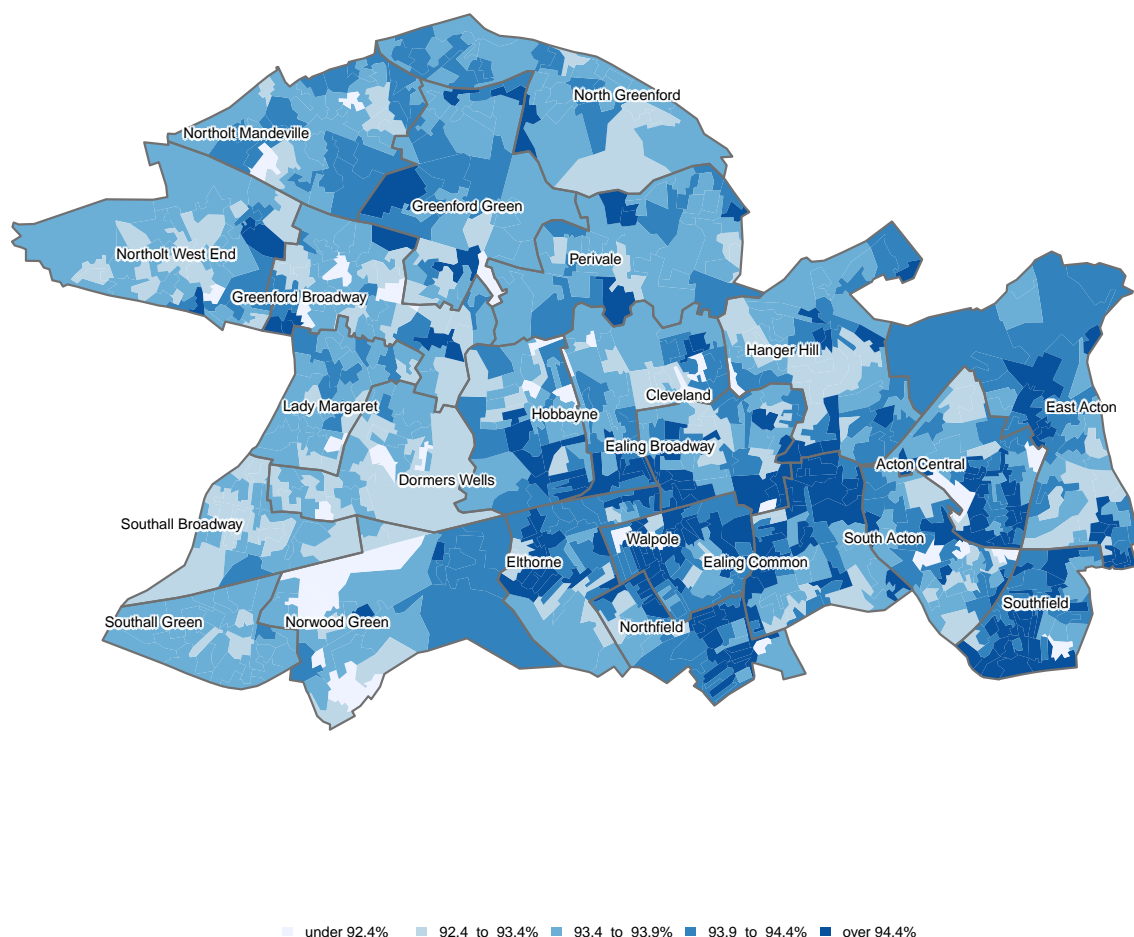 North Greenford
Northolt Mandeville
Greenford Green
Northolt West End
Perivale
Greenford Broadway
Hanger Hill
Cleveland
Lady Margaret
East Acton
Hobbayne
Ealing Broadway
Acton Central
Dormers Wells
Southall Broadway
Walpole
South Acton
Elthorne
Ealing Common
Southfield
Southall Green
Norwood Green
Northfield
under 92.4% 92.4 to 93.4% 93.4 to 93.9% 93.9 to 94.4% over 94.4%